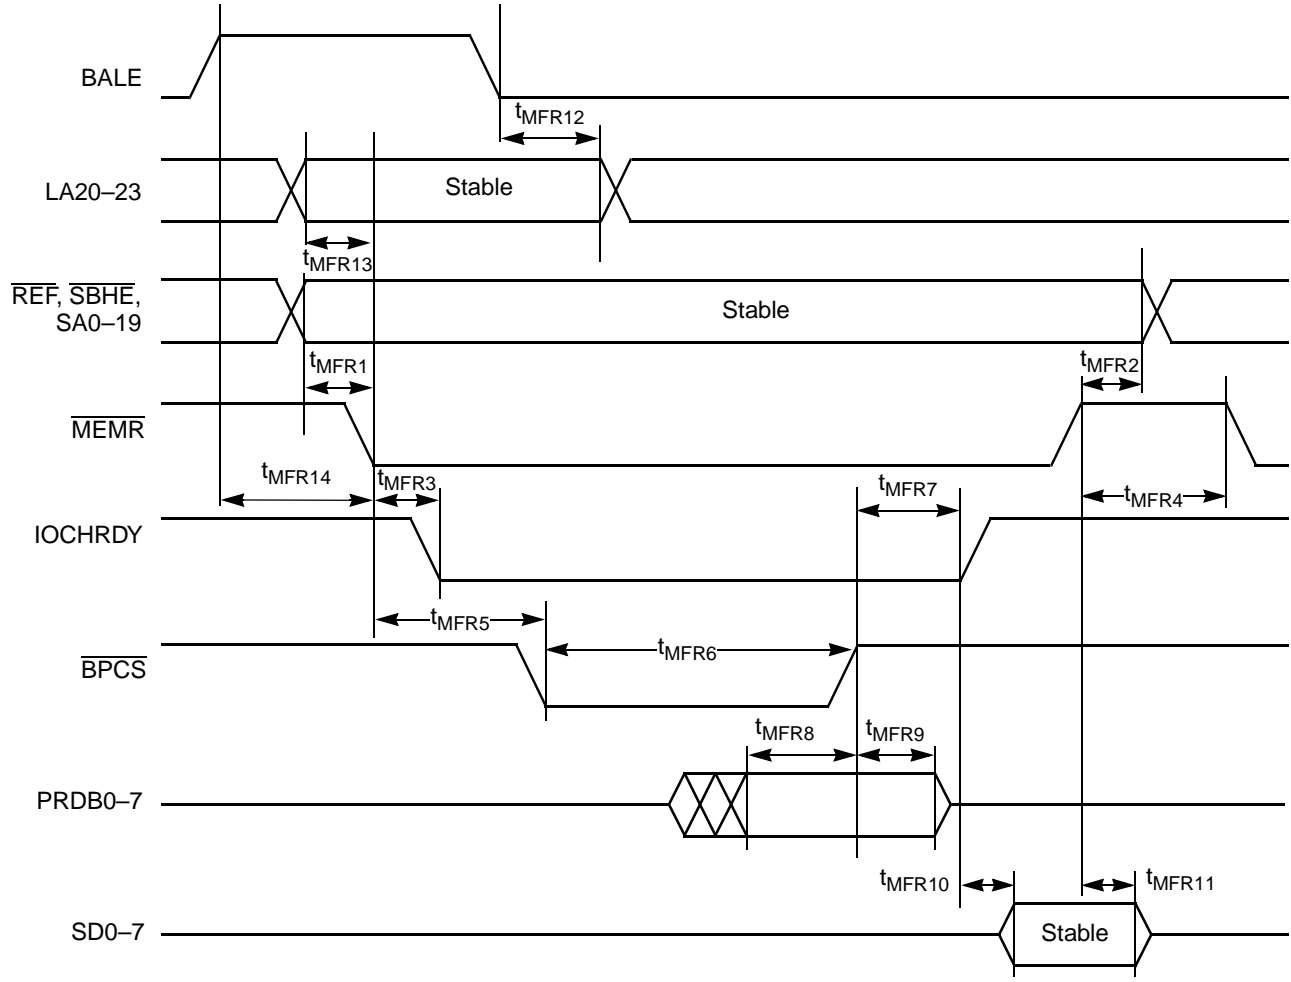 BALE
tMFR12
LA20–23
Stable
tMFR13
REF, SBHE,
SA0–19
Stable
tMFR1
tMFR2
MEMR
tMFR14
tMFR3
tMFR7
tMFR4
IOCHRDY
tMFR5
tMFR6
BPCS
tMFR8
tMFR9
PRDB0–7
tMFR10
tMFR11
SD0–7
Stable